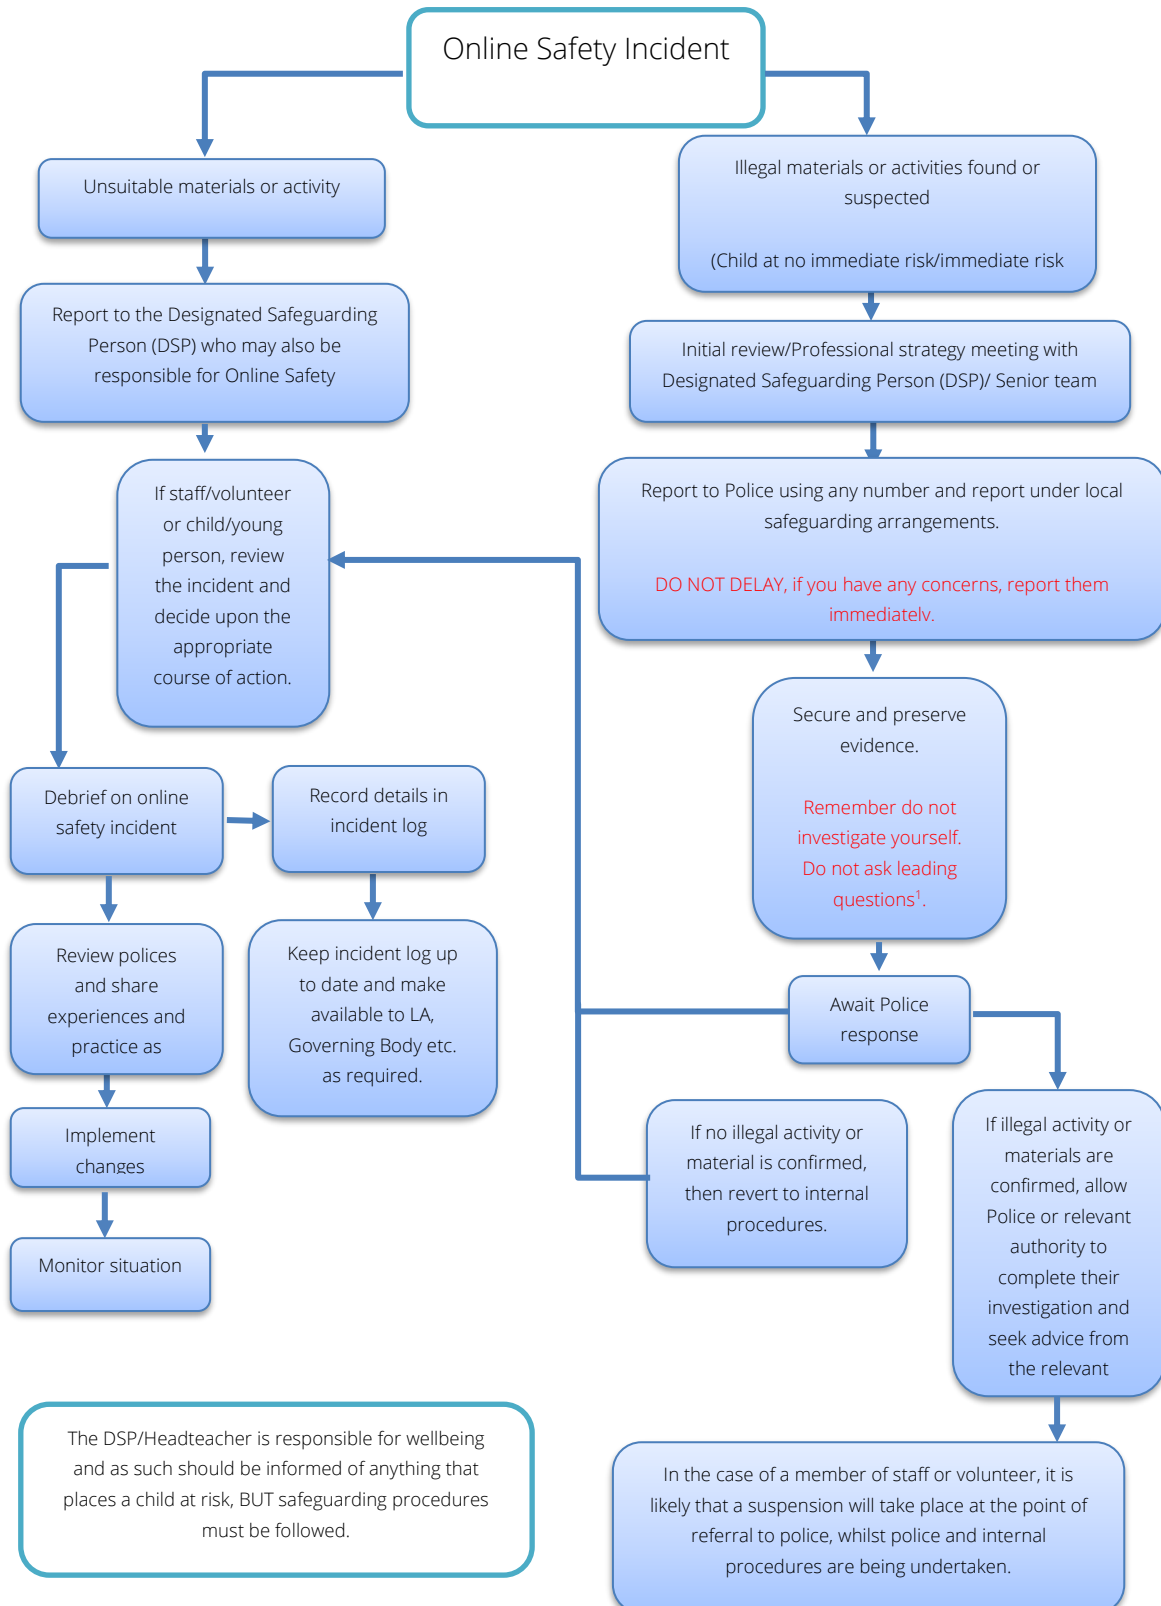 Online Safety Incident
Unsuitable materials or activity
Report to the Designated Safeguarding
Person (DSP) who may also be
responsible for Online Safety
If staff/volunteer
or child/young
person, review
the incident and
decide upon the
appropriate
course of action.
Debrief on online
safety incident
Record details in
incident log
Review polices
and share
experiences and
practice as
Keep incident log up
to date and make
available to LA,
Governing Body etc.
as required.
Implement
changes
Monitor situation
Illegal materials or activities found or
suspected
(Child at no immediate risk/immediate risk
Initial review/Professional strategy meeting with
Designated Safeguarding Person (DSP)/ Senior team
Report to Police using any number and report under local
safeguarding arrangements.
DO NOT DELAY, if you have any concerns, report them
immediately.
Secure and preserve
evidence.
Remember do not
investigate yourself.
Do not ask leading
questions¹.
Await Police
response
If no illegal activity or
material is confirmed,
then revert to internal
procedures.
If illegal activity or
materials are
confirmed, allow
Police or relevant
authority to
complete their
investigation and
seek advice from
the relevant
In the case of a member of staff or volunteer, it is
likely that a suspension will take place at the point of
referral to police, whilst police and internal
procedures are being undertaken.
The DSP/Headteacher is responsible for wellbeing
and as such should be informed of anything that
places a child at risk, BUT safeguarding procedures
must be followed.